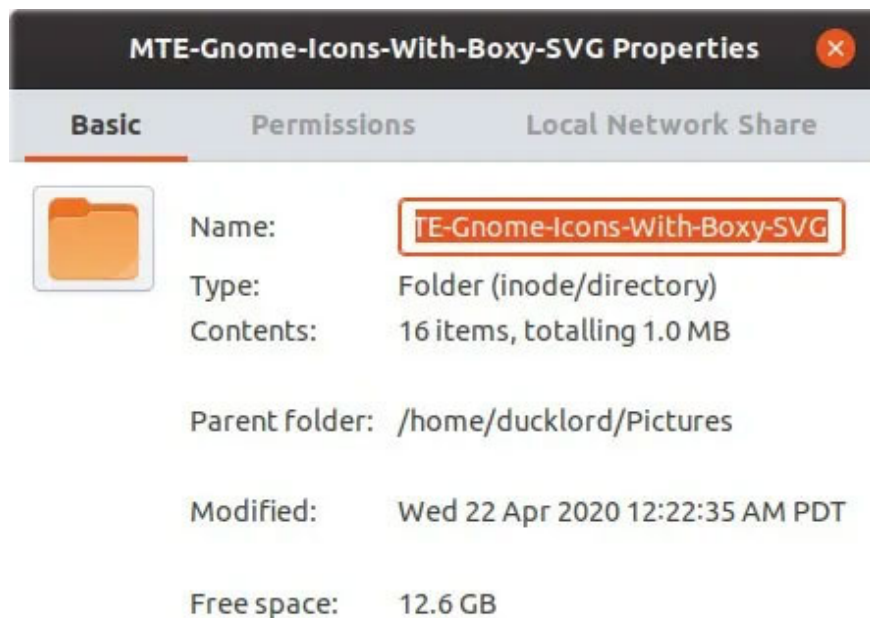 MTE-Gnome-Icons-With-Boxy-SVG Properties
Basic Permissions Local Network Share
Name: TE-Gnome-Icons-With-Boxy-SVG
Type: Folder (inode/directory)
Contents: 16 items, totalling 1.0 MB
Parent folder: /home/ducklord/Pictures
Modified: Wed 22 Apr 2020 12:22:35 AM PDT
Free space: 12.6 GB